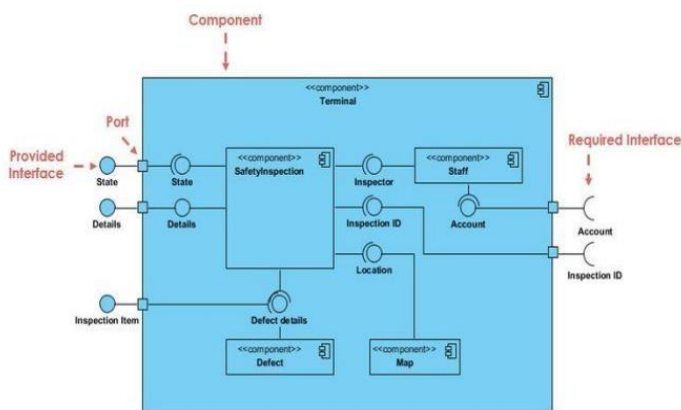 Component
<<component>>
Terminal
Port
Provided
Interface
Required Interface
State
State
<<component>>
SafetyInspection
Inspector
<<component>>
Staff
Details
Details
Inspection ID
Account
Account
Location
Inspection ID
Inspection Item
Defect details
<<component>>
Defect
<<component>>
Map